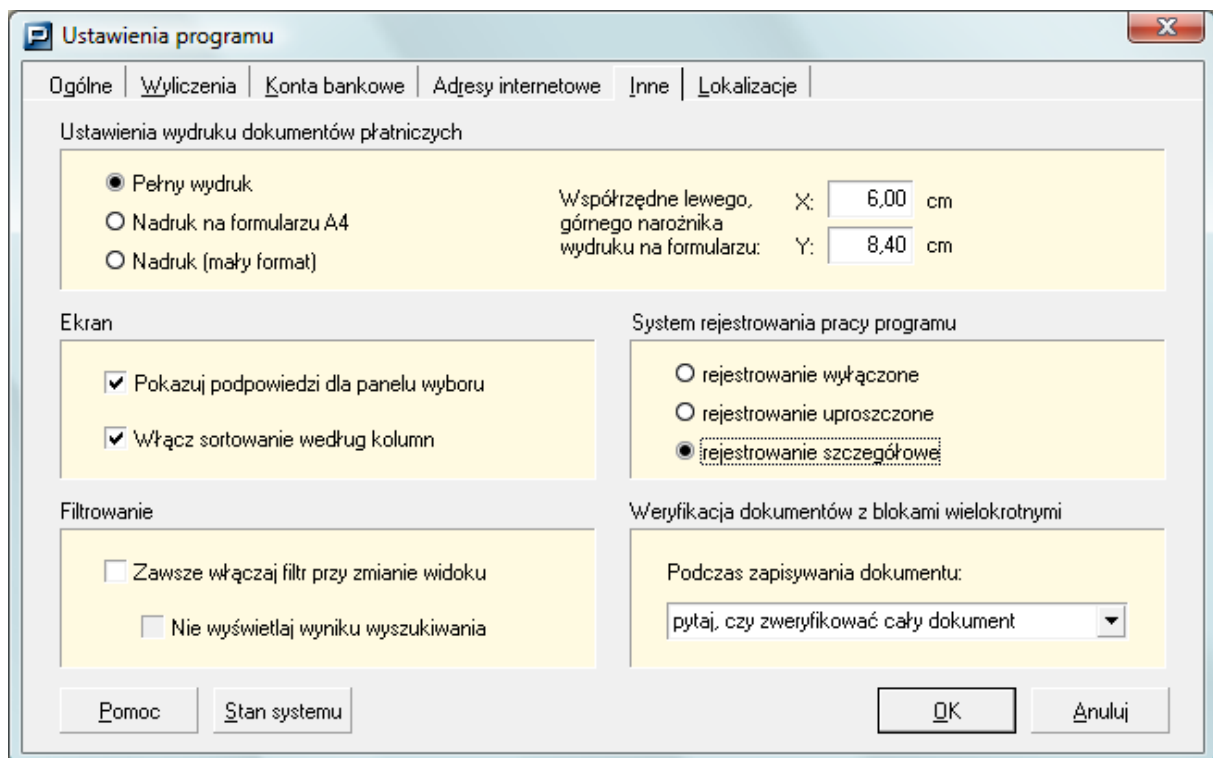 Ustawienia programu
Ogólne Wyliczenia Konta bankowe Adresy internetowe Inne Lokalizacje
Ustawienia wydruku dokumentów płatniczych
Pełny wydruk
Nadruk na formularzu A4
Nadruk (mały format)
Współrzędne lewego,
górnego narożnika
wydruku na formularzu:
X: 6,00 cm
Y: 8,40 cm
Ekran
Pokazuj podpowiedzi dla panelu wyboru
Włącz sortowanie według kolumn
System rejestrowania pracy programu
rejestrowanie wyłączone
rejestrowanie uproszczone
rejestrowanie szczegółowe
Filtrowanie
Zawsze włączaj filtr przy zmianie widoku
Nie wyświetlaj wyniku wyszukiwania
Weryfikacja dokumentów z blokami wielokrotnymi
Podczas zapisywania dokumentu:
pytaj, czy zweryfikować cały dokument
Pomoc Stan systemu OK Anuluj